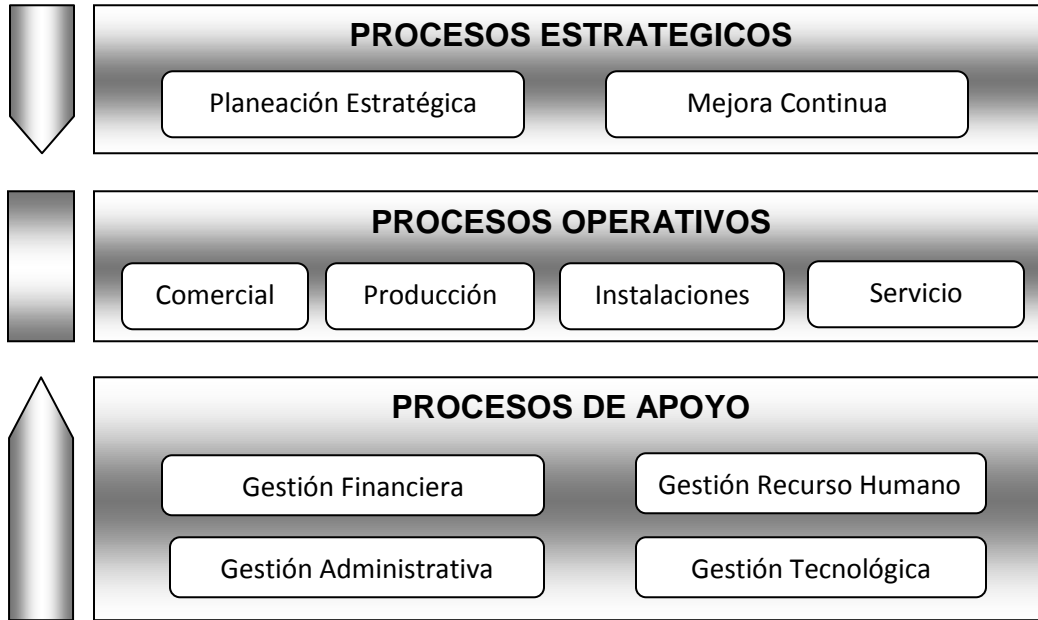 PROCESOS ESTRATEGICOS
Planeación Estratégica
Mejora Continua
PROCESOS OPERATIVOS
Comercial
Producción
Instalaciones
Servicio
PROCESOS DE APOYO
Gestión Financiera
Gestión Recurso Humano
Gestión Administrativa
Gestión Tecnológica